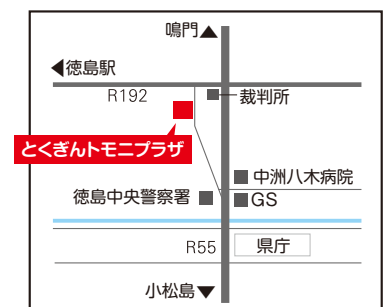 鳴門▲
◀徳島駅
R192
裁判所
とくぎんトモニプラザ
中洲八木病院
徳島中央警察署
GS
R55
県庁
小松島▼